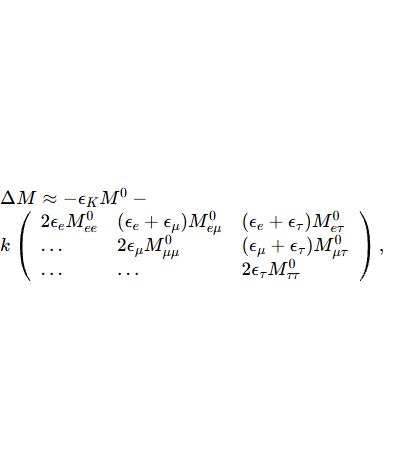 ΔM ≈ −ϵ_K M^0 −
k ( 2ϵ_e M^0_{ee} (ϵ_e + ϵ_μ)M^0_{eμ} (ϵ_e + ϵ_τ)M^0_{eτ}
… 2ϵ_μ M^0_{μμ} (ϵ_μ + ϵ_τ)M^0_{μτ}
… … 2ϵ_τ M^0_{ττ} ) ,